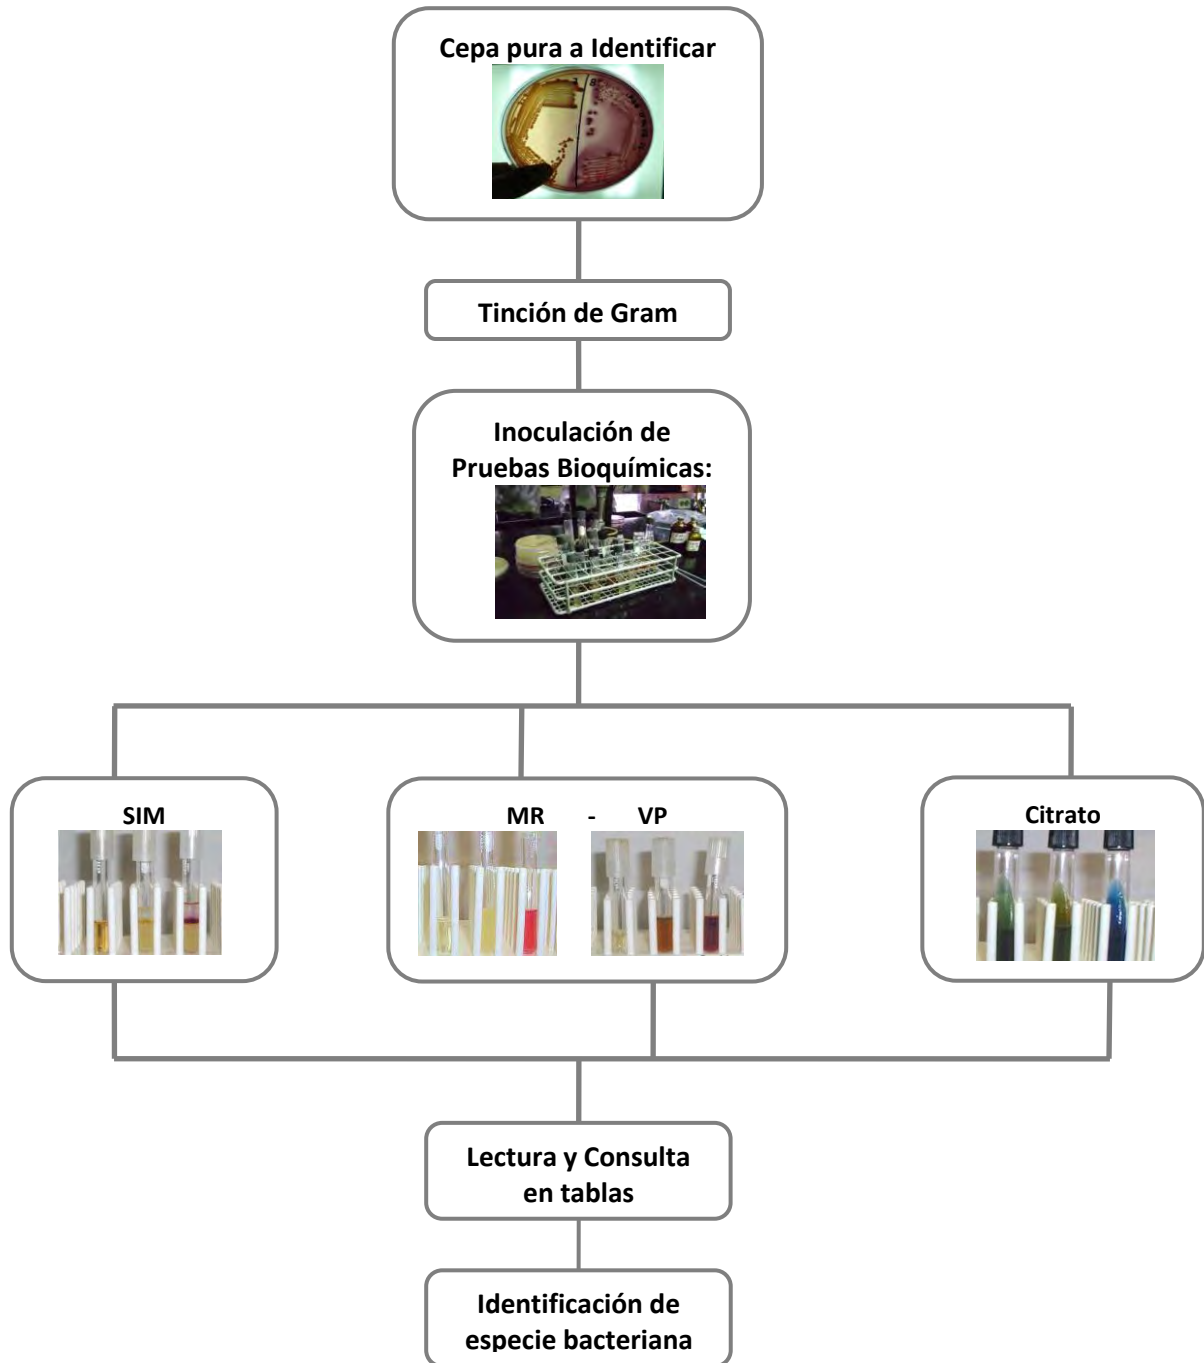 Cepa pura a Identificar
Tinción de Gram
Inoculación de
Pruebas Bioquímicas:
SIM
MR - VP
Citrato
Lectura y Consulta
en tablas
Identificación de
especie bacteriana